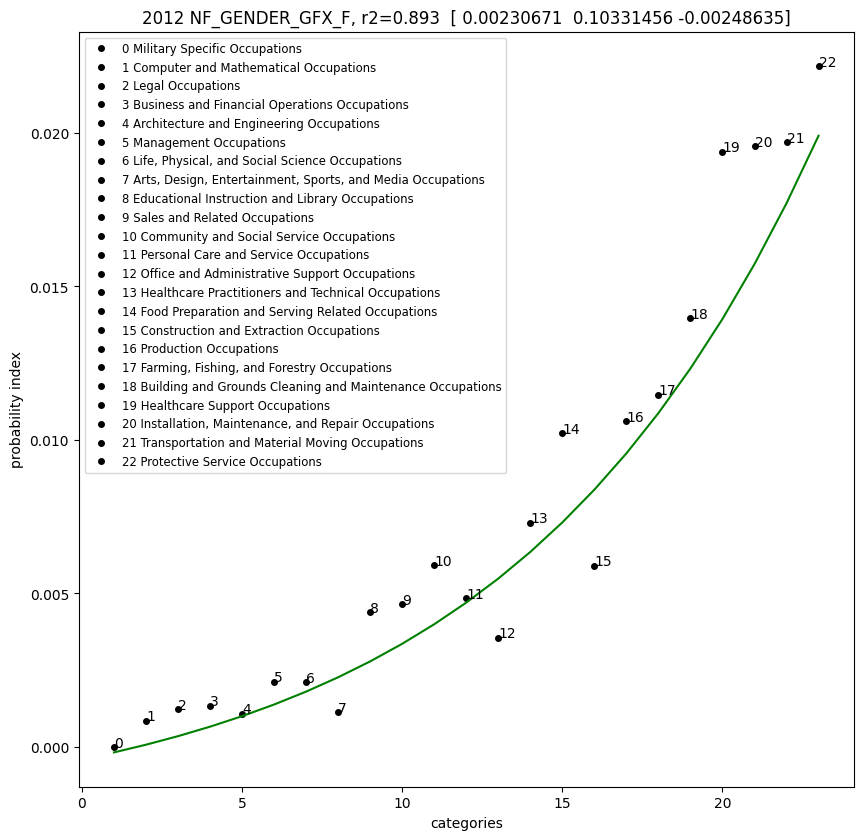 2012 NF_GENDER_GFX_F, r2=0.893 [ 0.00230671 0.10331456 -0.00248635]
0 Military Specific Occupations
1 Computer and Mathematical Occupations
2 Legal Occupations
3 Business and Financial Operations Occupations
4 Architecture and Engineering Occupations
5 Management Occupations
6 Life, Physical, and Social Science Occupations
7 Arts, Design, Entertainment, Sports, and Media Occupations
8 Educational Instruction and Library Occupations
9 Sales and Related Occupations
10 Community and Social Service Occupations
11 Personal Care and Service Occupations
12 Office and Administrative Support Occupations
13 Healthcare Practitioners and Technical Occupations
14 Food Preparation and Serving Related Occupations
15 Construction and Extraction Occupations
16 Production Occupations
17 Farming, Fishing, and Forestry Occupations
18 Building and Grounds Cleaning and Maintenance Occupations
19 Healthcare Support Occupations
20 Installation, Maintenance, and Repair Occupations
21 Transportation and Material Moving Occupations
22 Protective Service Occupations
probability index
0.020
0.015
0.010
0.005
0.000
0
1
2
3
4
5
6
7
8
9
10
11
12
13
14
15
16
17
18
19
20
21
22
0 5 10 15 20
categories